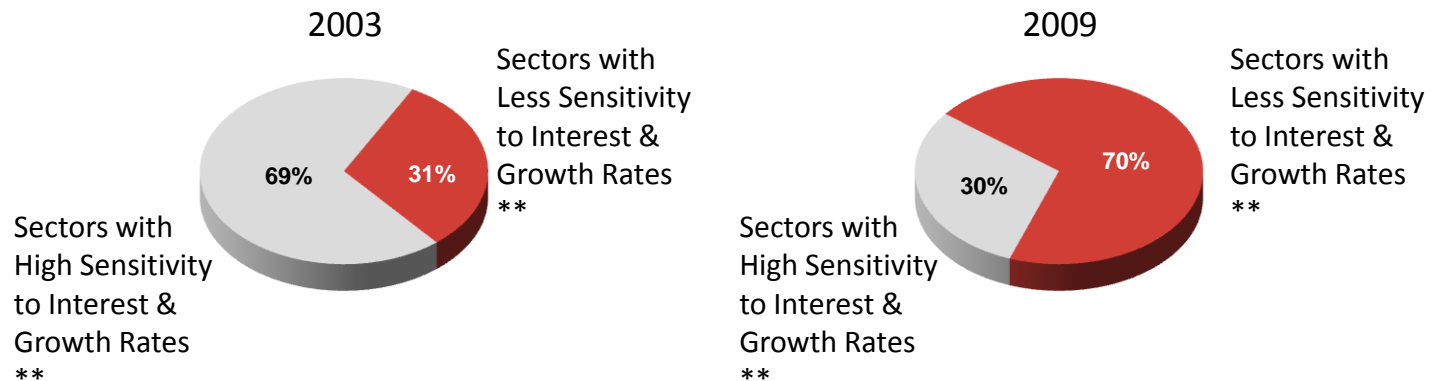 2003
Sectors with
Less Sensitivity
to Interest &
Growth Rates
**
69%
31%
Sectors with
High Sensitivity
to Interest &
Growth Rates
**
2009
Sectors with
Less Sensitivity
to Interest &
Growth Rates
**
70%
30%
Sectors with
High Sensitivity
to Interest &
Growth Rates
**